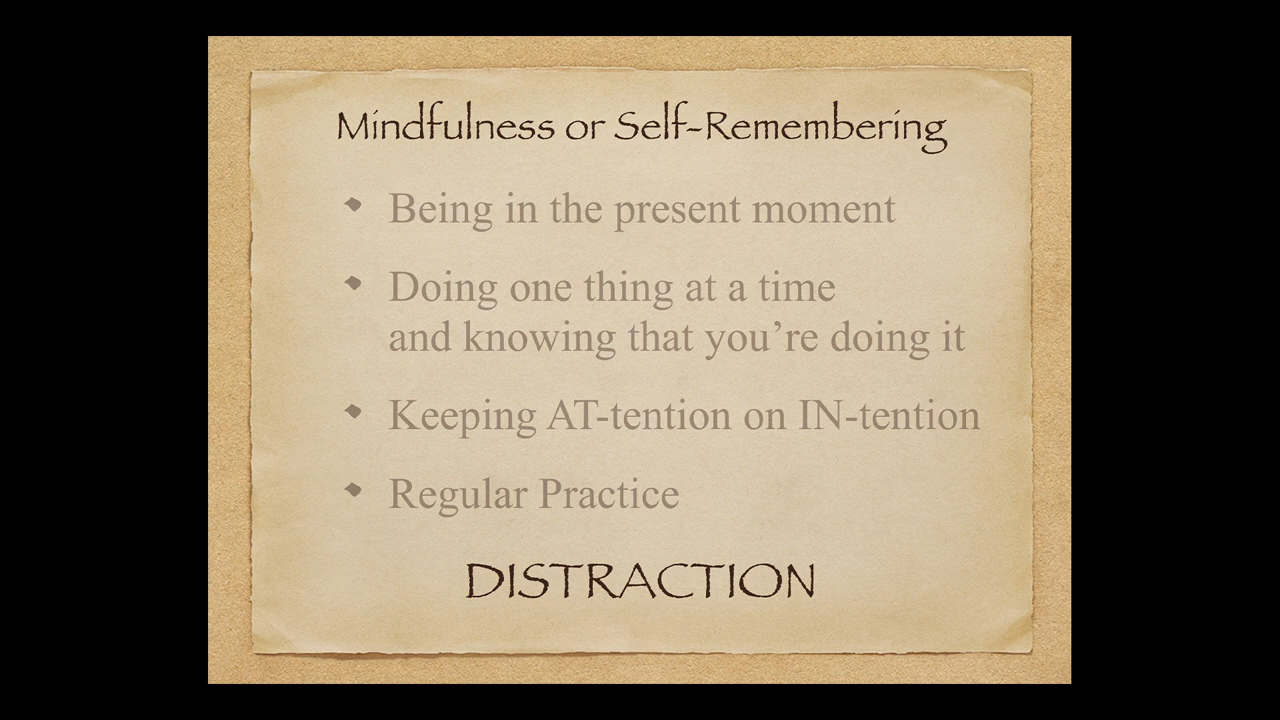 Mindfulness or Self-Remembering
Being in the present moment
Doing one thing at a time
and knowing that you’re doing it
Keeping AT-tention on IN-tention
Regular Practice
DISTRACTION